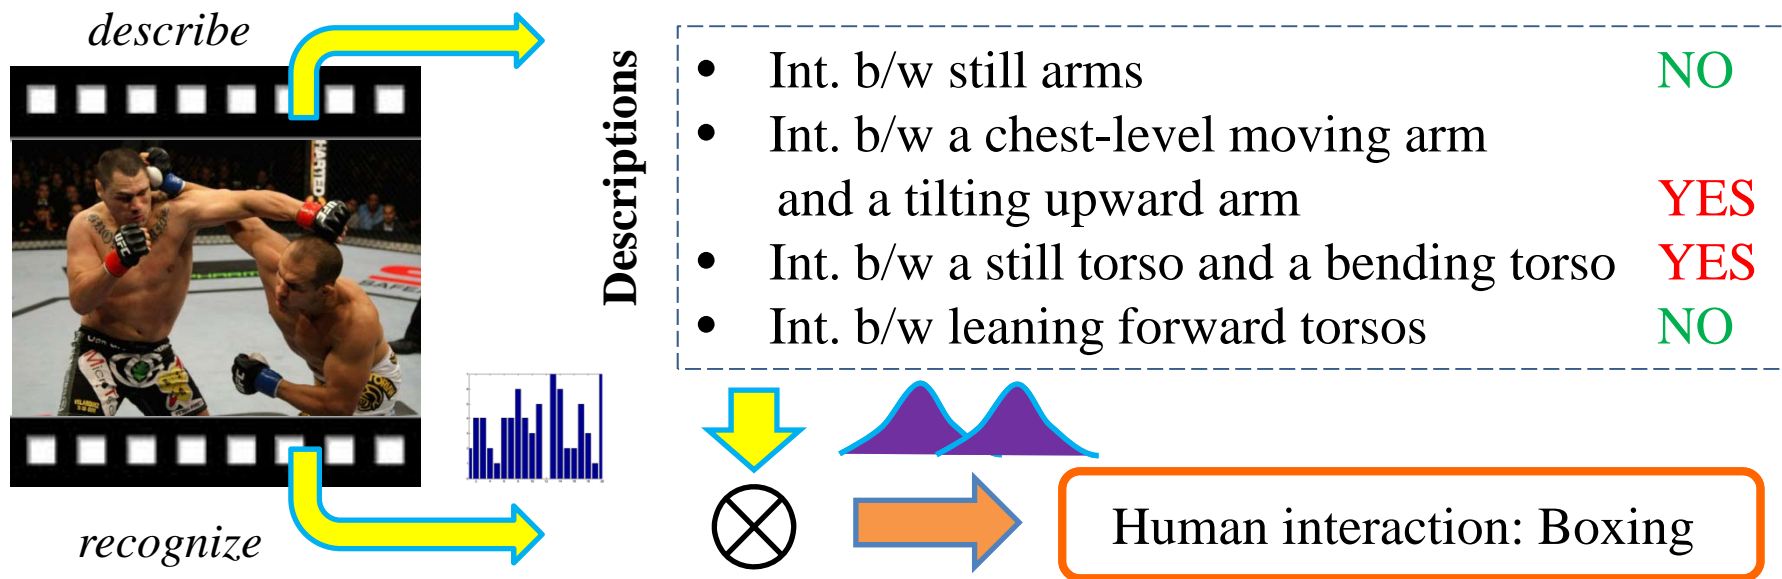 describe
Descriptions
• Int. b/w still arms NO
• Int. b/w a chest-level moving arm
and a tilting upward arm YES
• Int. b/w a still torso and a bending torso YES
• Int. b/w leaning forward torsos NO
UFC
recognize
Human interaction: Boxing